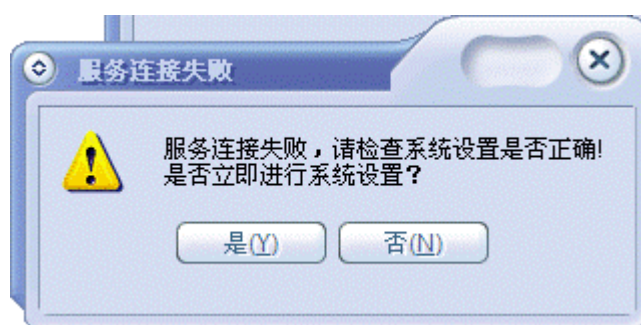 服务连接失败
服务连接失败，请检查系统设置是否正确!
是否立即进行系统设置？
是(Y)
否(N)